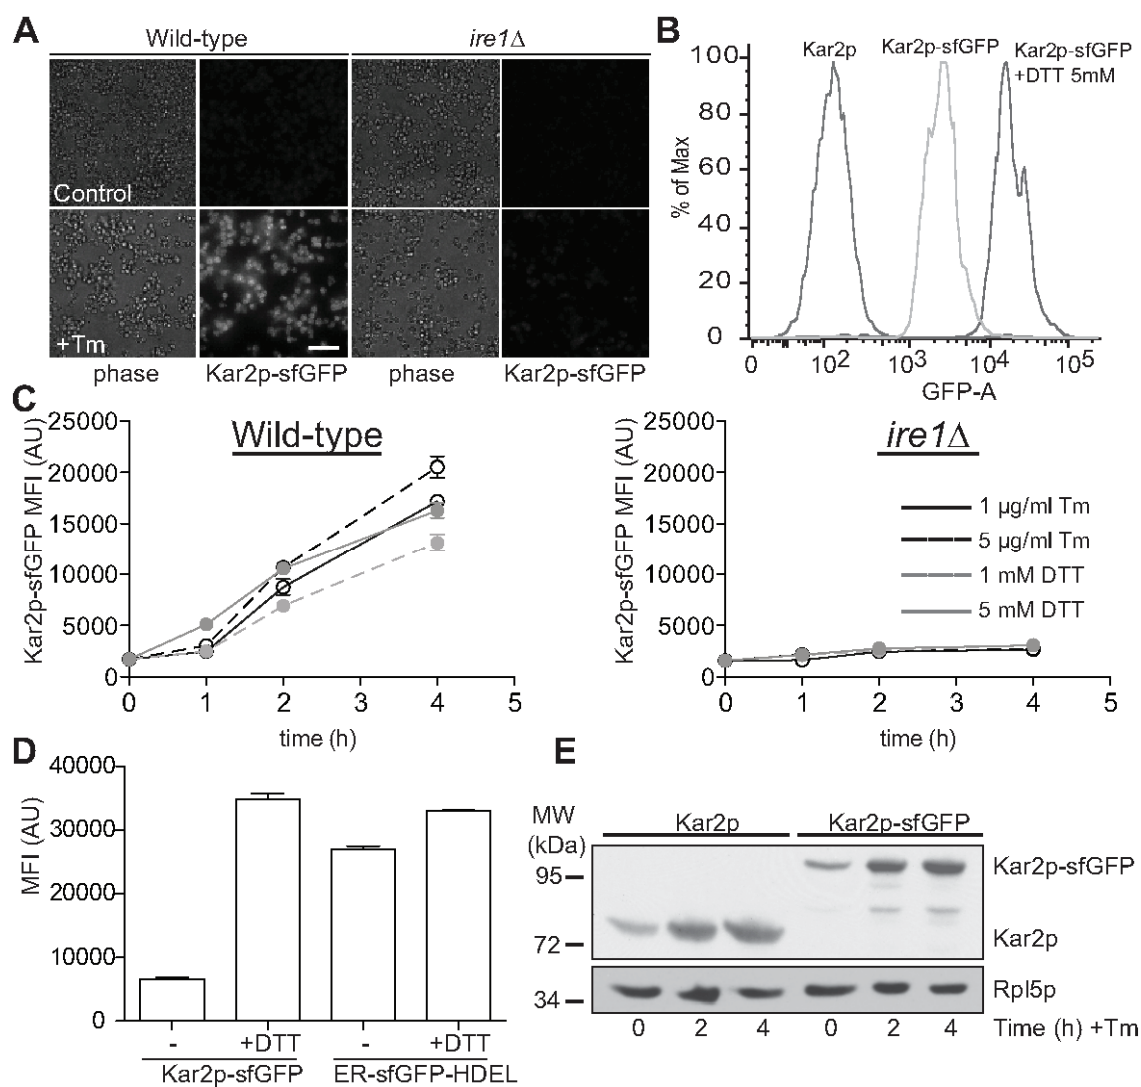 A
Wild-type
ire1Δ
Control
+Tm
phase
Kar2p-sfGFP
phase
Kar2p-sfGFP
B
Kar2p
Kar2p-sfGFP
Kar2p-sfGFP
+DTT 5mM
% of Max
100
80
60
40
20
0
0
10²
10³
10⁴
10⁵
GFP-A
C
Kar2p-sfGFP MFI (AU)
25000
20000
15000
10000
5000
0
Wild-type
0
1
2
3
4
5
time (h)
Kar2p-sfGFP MFI (AU)
25000
20000
15000
10000
5000
0
ire1Δ
1 µg/ml Tm
5 µg/ml Tm
1 mM DTT
5 mM DTT
0
1
2
3
4
5
time (h)
D
MFI (AU)
40000
30000
20000
10000
0
-
+DTT
-
+DTT
Kar2p-sfGFP
ER-sfGFP-HDEL
E
MW
(kDa)
Kar2p
Kar2p-sfGFP
95
72
34
Kar2p-sfGFP
Kar2p
Rpl5p
0
2
4
0
2
4
Time (h) +Tm